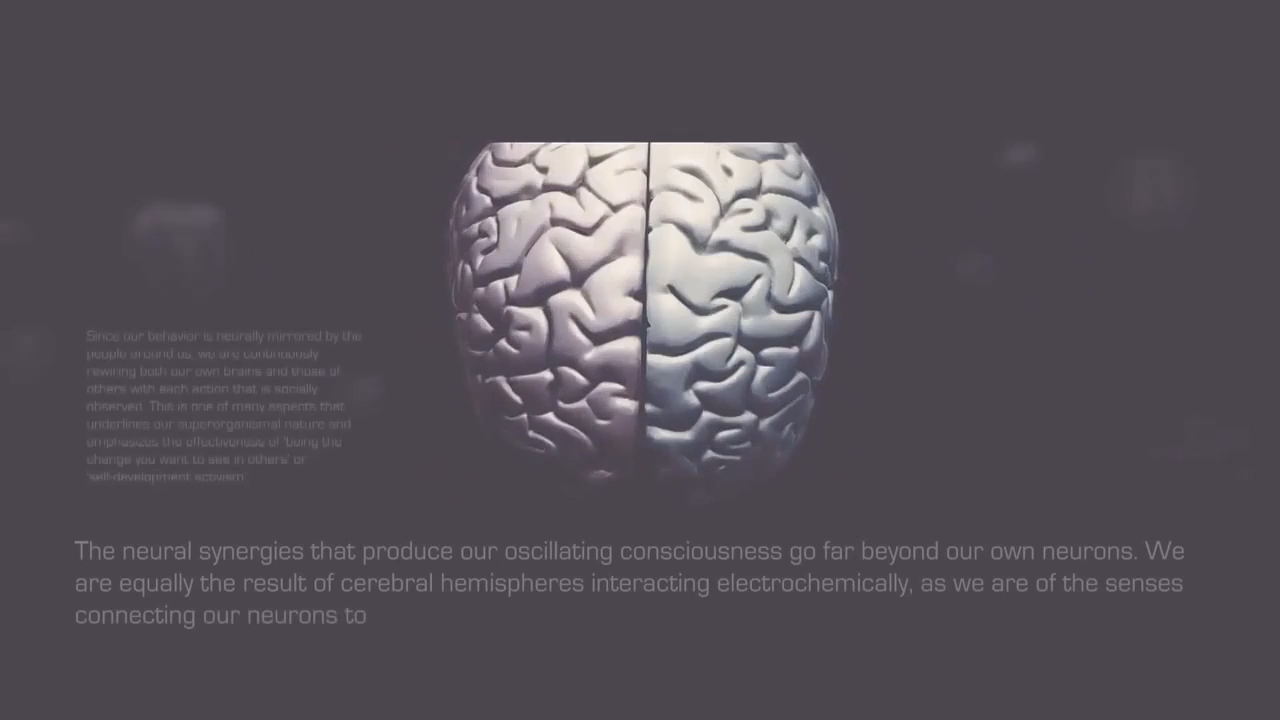 Since our behavior is neurally mirrored by the
people around us, we are continuously
rewiring both our own brains and those of
others with each action that is socially
observed. This is one of many aspects that
underlines our superorganismal nature and
emphasizes the effectiveness of 'being the
change you want to see in others' or
'self-development activism'
The neural synergies that produce our oscillating consciousness go far beyond our own neurons. We
are equally the result of cerebral hemispheres interacting electrochemically, as we are of the senses
connecting our neurons to